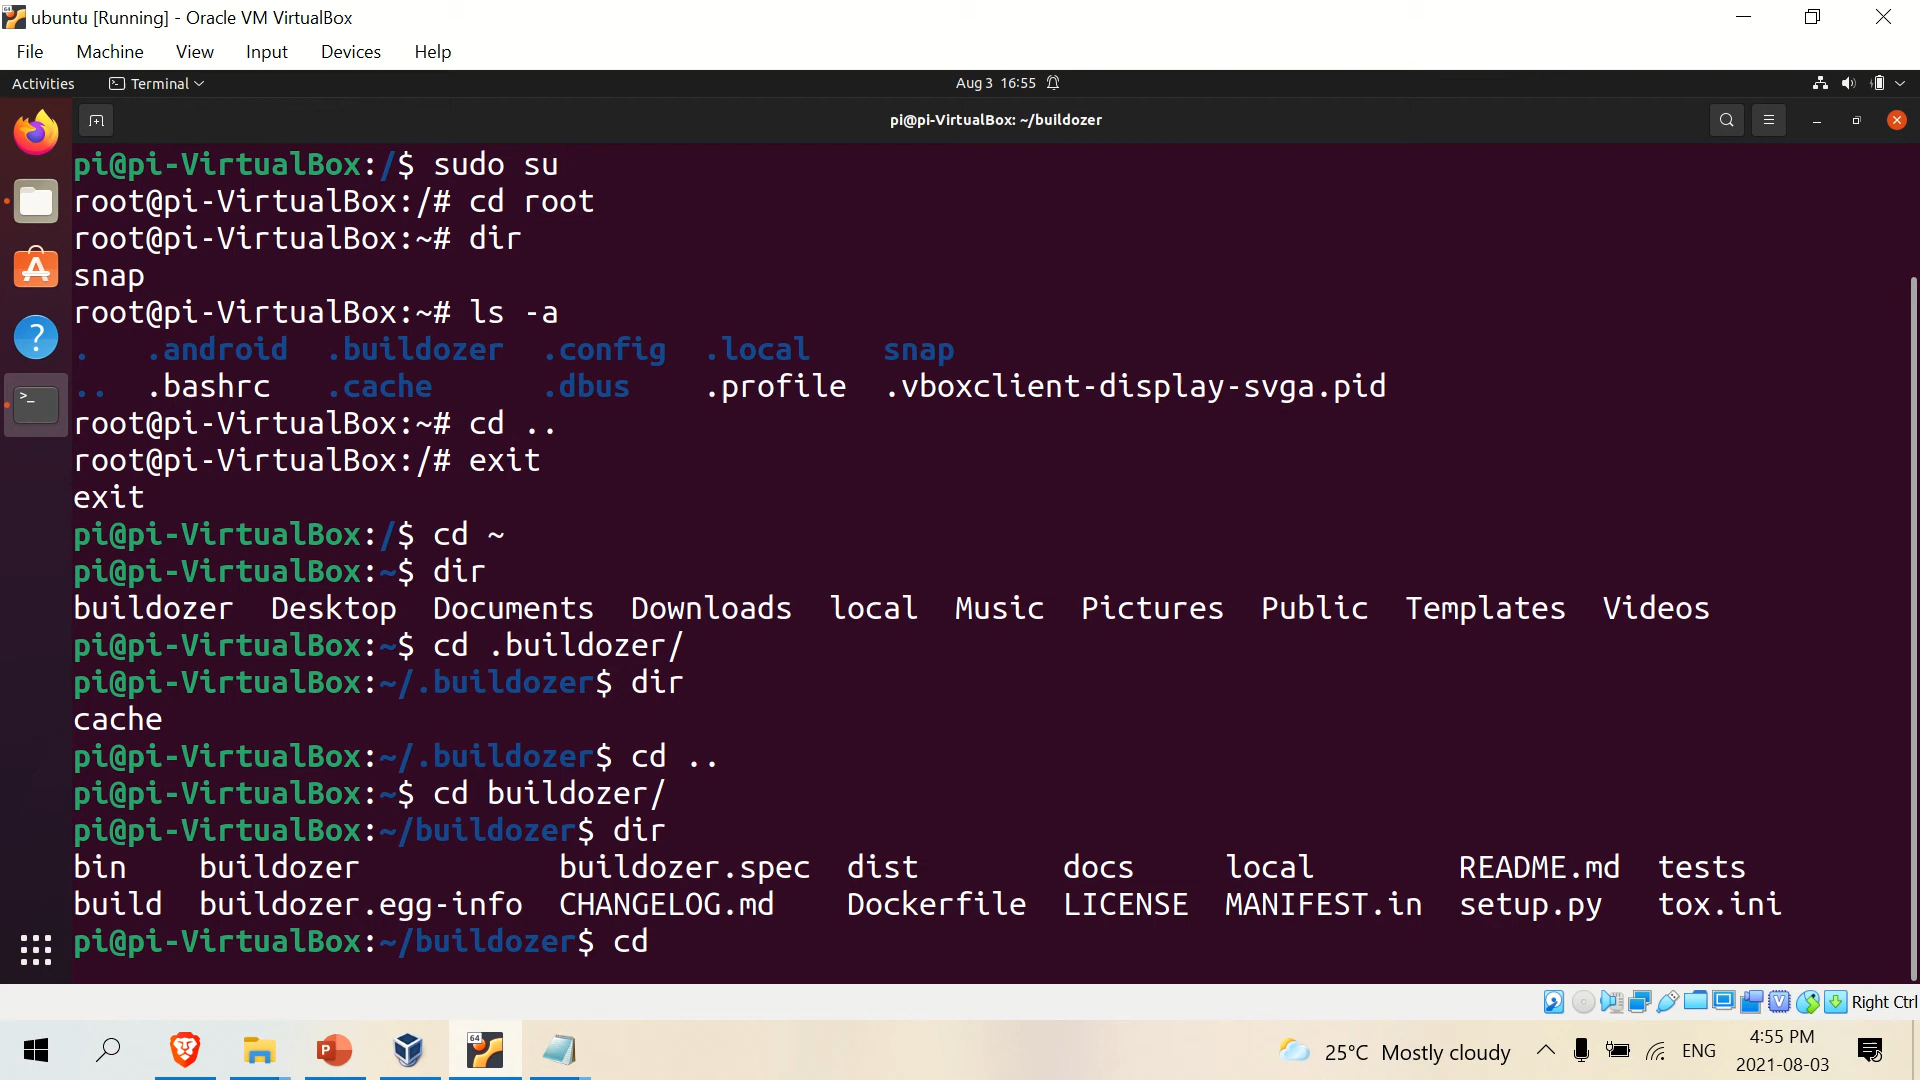 ubuntu [Running] - Oracle VM VirtualBox
File Machine View Input Devices Help
Activities Terminal Aug 3 16:55
pi@pi-VirtualBox: ~/buildozer
pi@pi-VirtualBox:/$ sudo su
root@pi-VirtualBox:/# cd root
root@pi-VirtualBox:~# dir
snap
root@pi-VirtualBox:~# ls -a
. .android .buildozer .config .local snap
.. .bashrc .cache .dbus .profile .vboxclient-display-svga.pid
root@pi-VirtualBox:~# cd ..
root@pi-VirtualBox:/# exit
exit
pi@pi-VirtualBox:/$ cd ~
pi@pi-VirtualBox:~$ dir
buildozer Desktop Documents Downloads local Music Pictures Public Templates Videos
pi@pi-VirtualBox:~$ cd .buildozer/
pi@pi-VirtualBox:~/.buildozer$ dir
cache
pi@pi-VirtualBox:~/.buildozer$ cd ..
pi@pi-VirtualBox:~$ cd buildozer/
pi@pi-VirtualBox:~/buildozer$ dir
bin buildozer buildozer.spec dist docs local README.md tests
build buildozer.egg-info CHANGELOG.md Dockerfile LICENSE MANIFEST.in setup.py tox.ini
pi@pi-VirtualBox:~/buildozer$ cd
Right Ctrl
25°C Mostly cloudy ENG 4:55 PM
2021-08-03